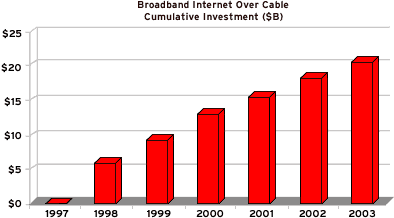 Broadband Internet Over Cable
Cumulative Investment ($B)
$25
$20
$15
$10
$5
$0
1997 1998 1999 2000 2001 2002 2003